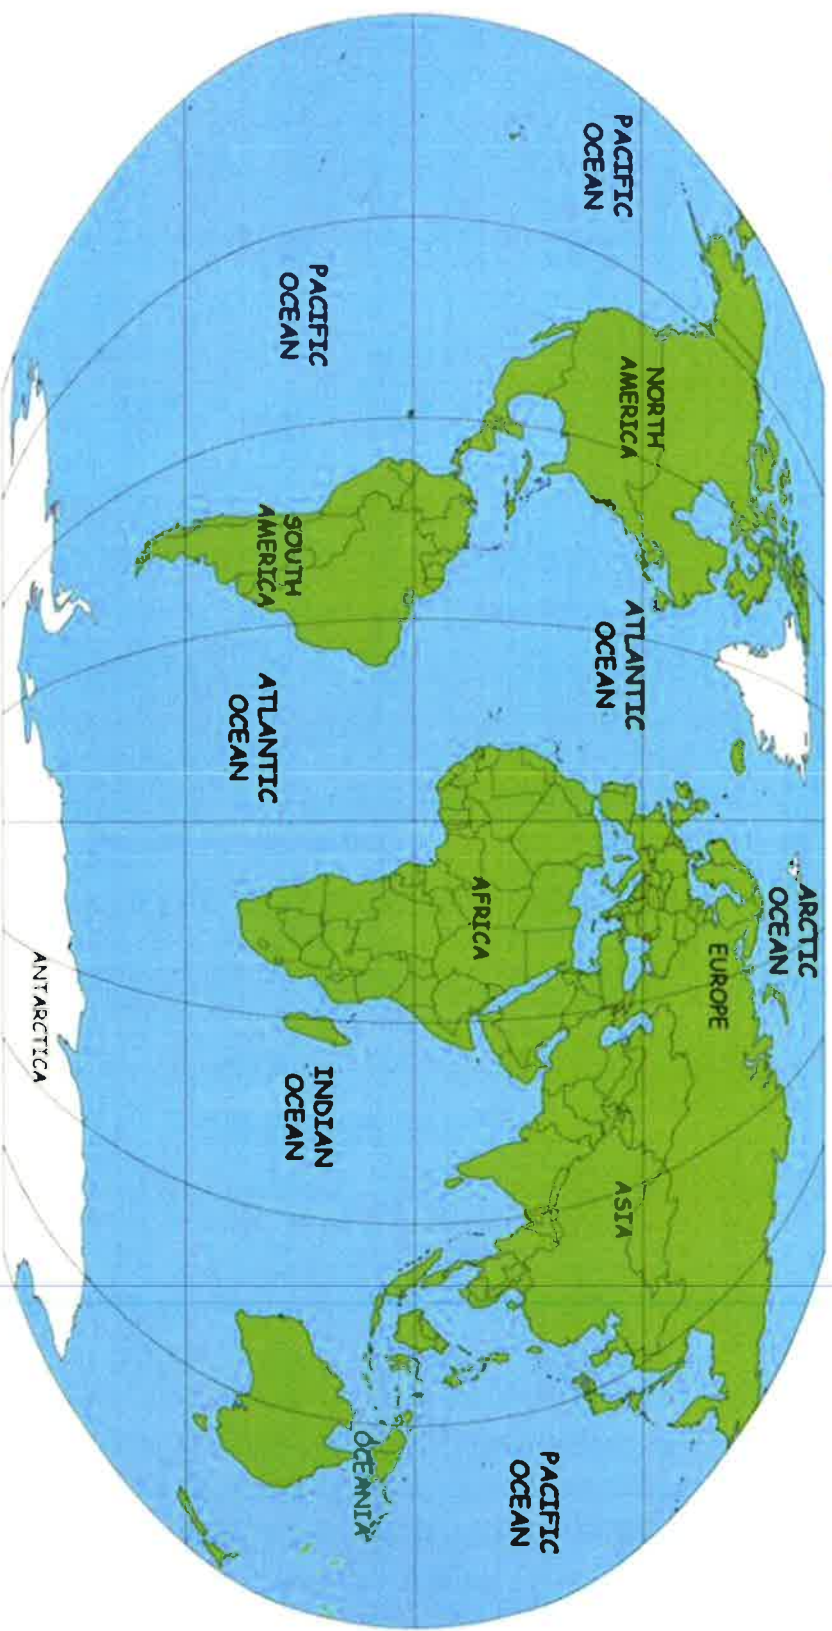 ARCTIC
OCEAN
PACIFIC
OCEAN
NORTH
AMERICA
ATLANTIC
OCEAN
EUROPE
ASIA
PACIFIC
OCEAN
AFRICA
PACIFIC
OCEAN
SOUTH
AMERICA
ATLANTIC
OCEAN
INDIAN
OCEAN
OCEANIA
ANTARCTICA